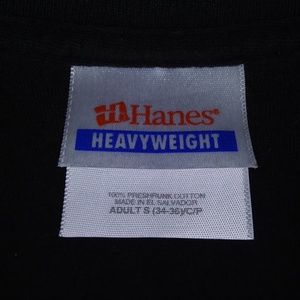 Hanes®
HEAVYWEIGHT
100% PRESHRUNK COTTON
MADE IN EL SALVADOR
ADULT S (34-36)/C/P